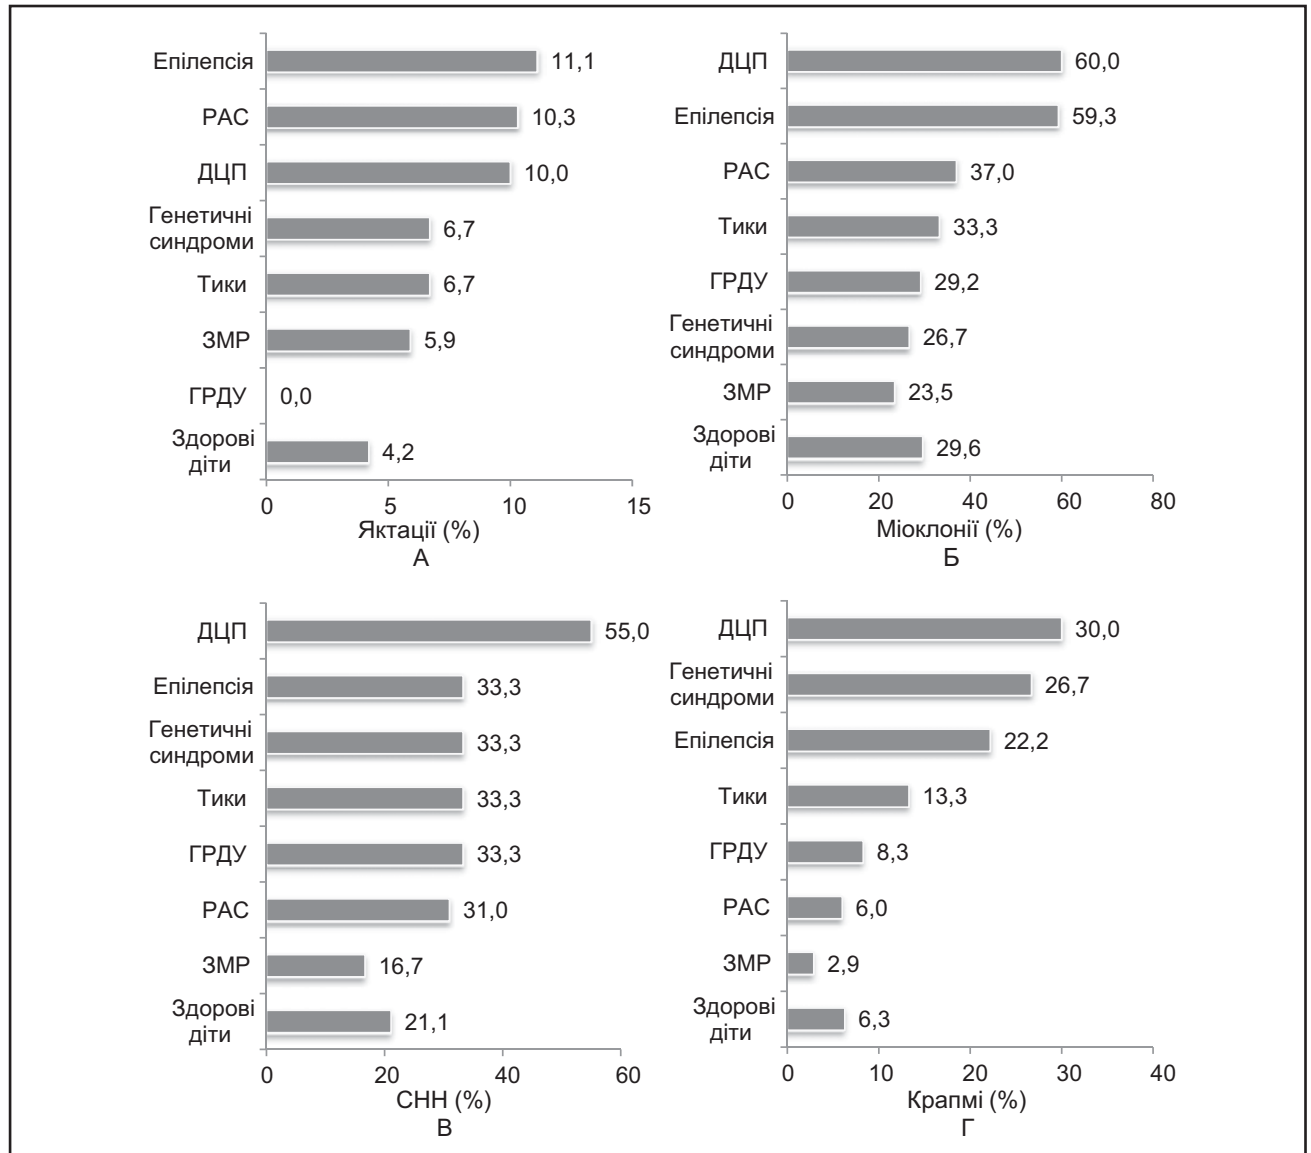 Епілепсія 11,1
РАС 10,3
ДЦП 10,0
Генетичні
синдроми 6,7
Тики 6,7
ЗМР 5,9
ГРДУ 0,0
Здорові
діти 4,2
0 5 10 15
Яктації (%)
А
ДЦП 60,0
Епілепсія 59,3
РАС 37,0
Тики 33,3
ГРДУ 29,2
Генетичні
синдроми 26,7
ЗМР 23,5
Здорові
діти 29,6
0 20 40 60 80
Міоклонії (%)
Б
ДЦП 55,0
Епілепсія 33,3
Генетичні
синдроми 33,3
Тики 33,3
ГРДУ 33,3
РАС 31,0
ЗМР 16,7
Здорові
діти 21,1
0 20 40 60
СНН (%)
В
ДЦП 30,0
Генетичні
синдроми 26,7
Епілепсія 22,2
Тики 13,3
ГРДУ 8,3
РАС 6,0
ЗМР 2,9
Здорові
діти 6,3
0 10 20 30 40
Крапмі (%)
Г